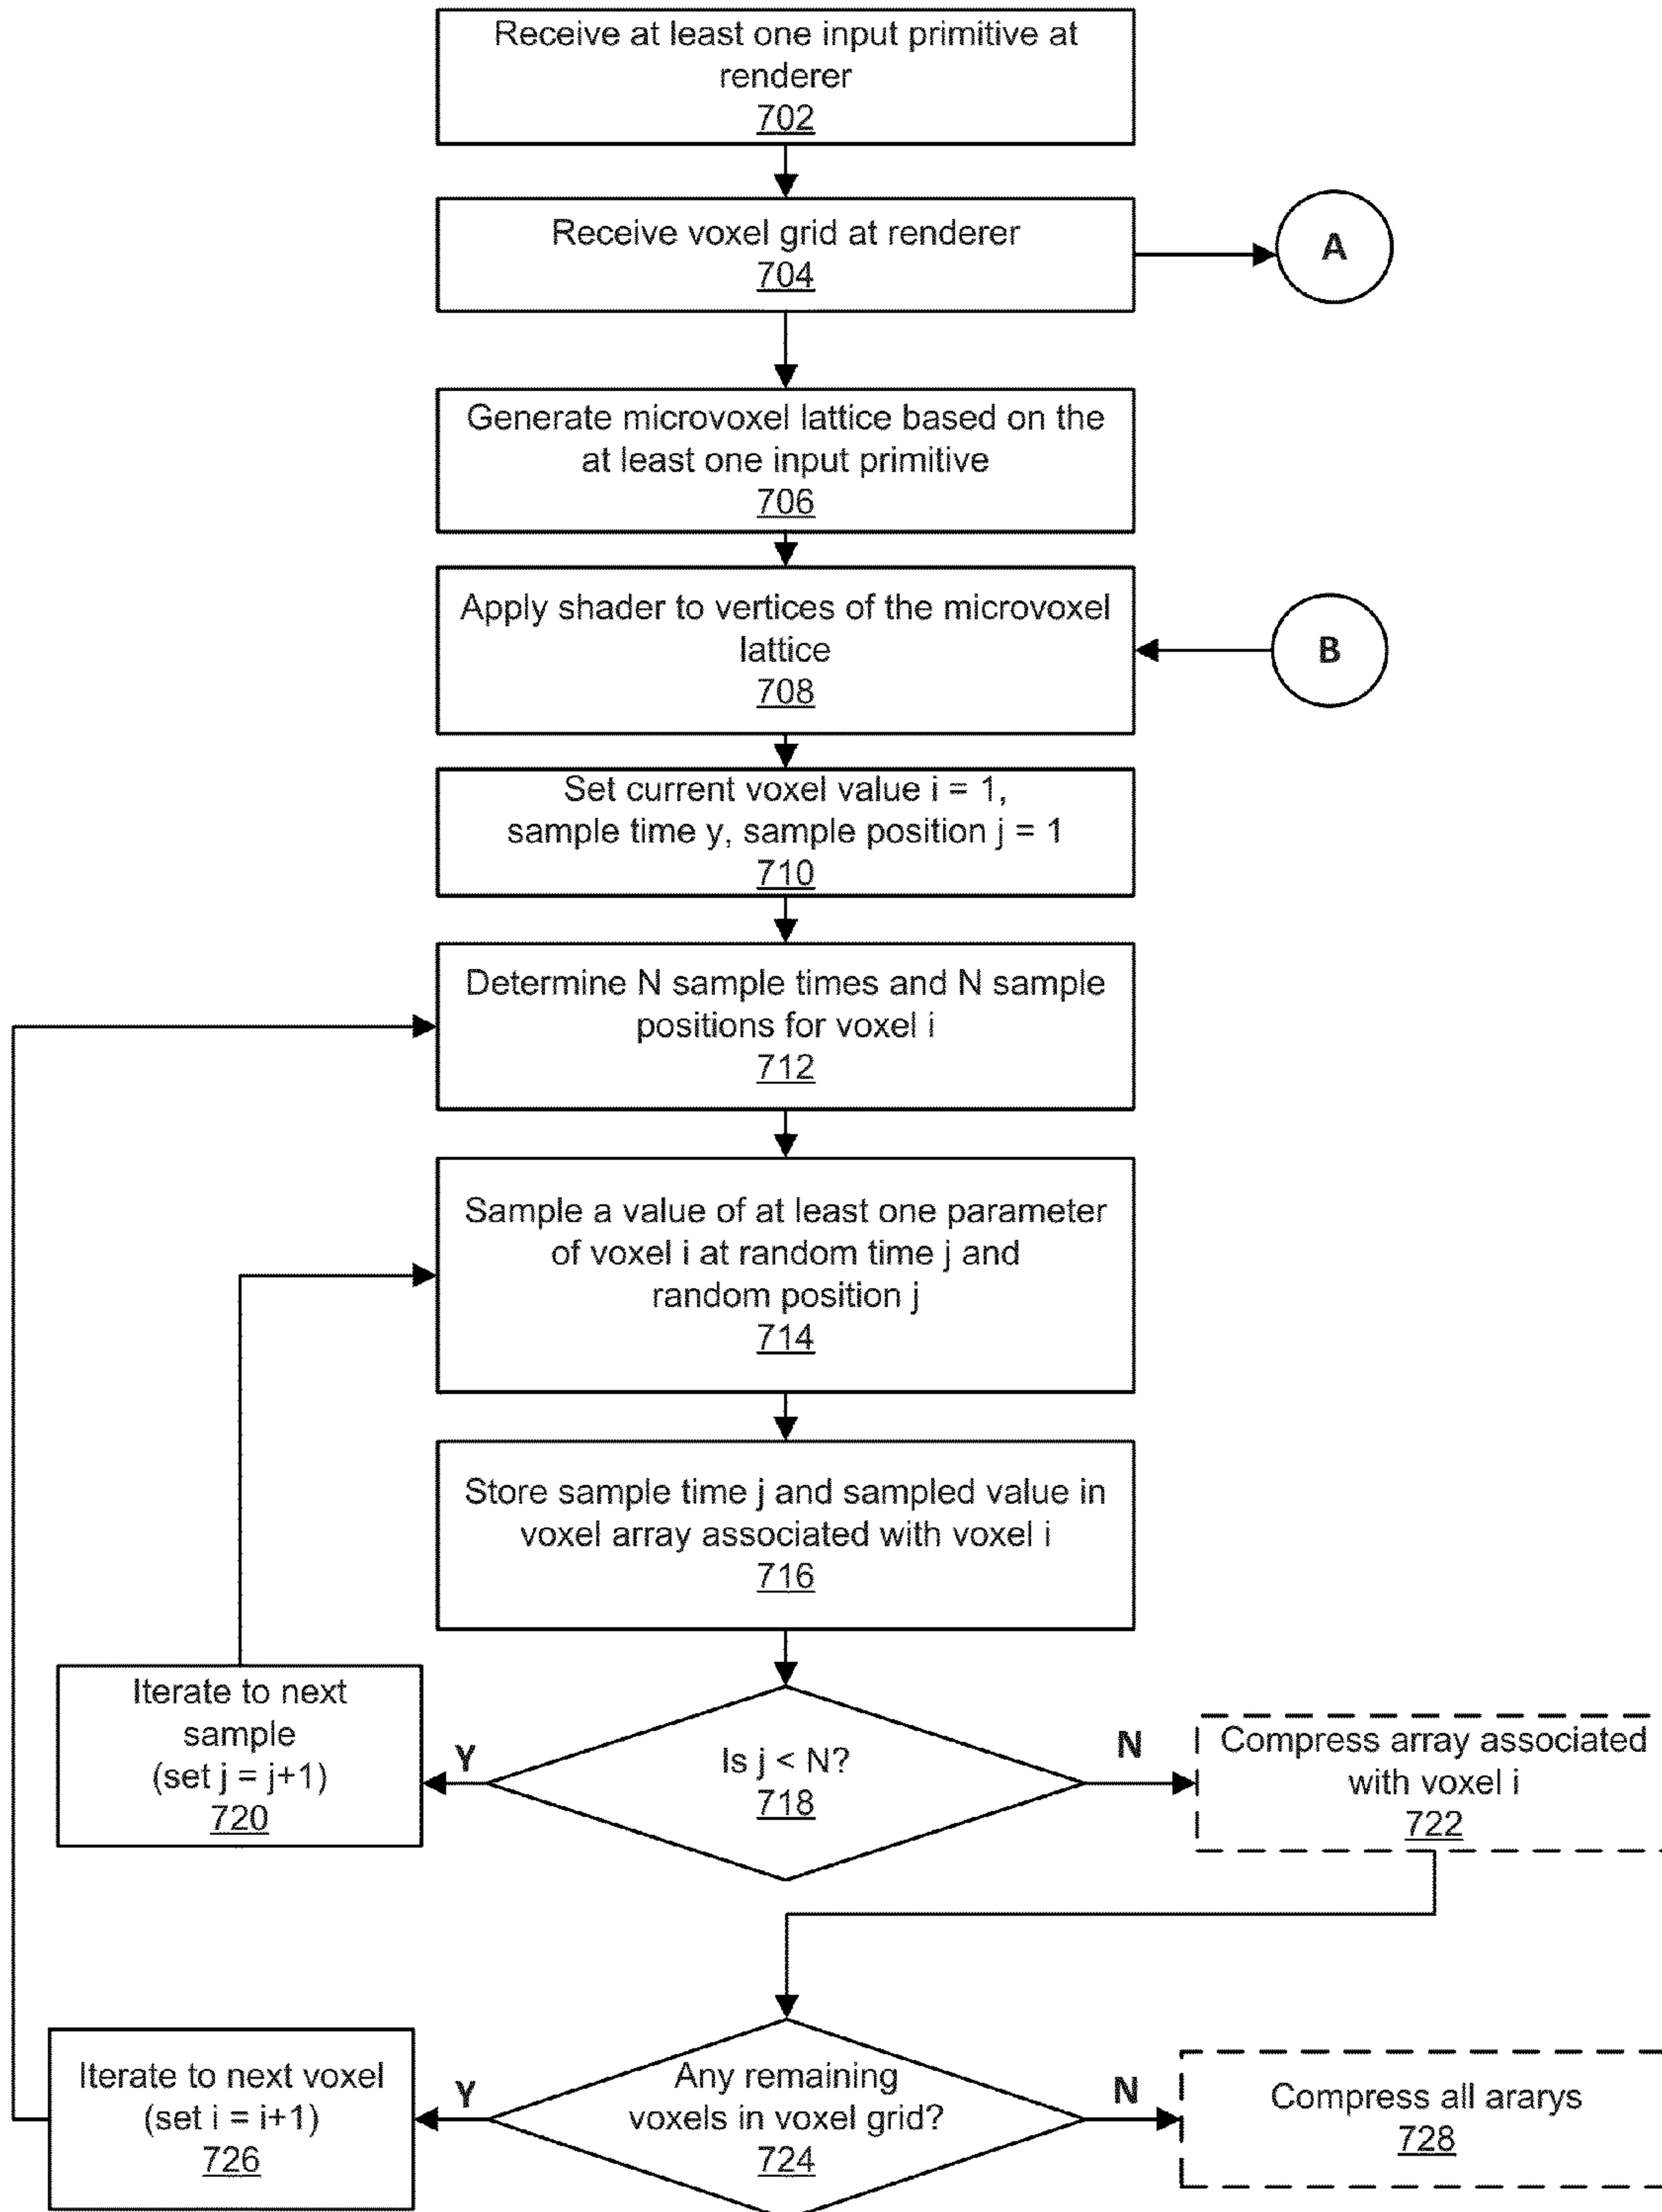 Receive at least one input primitive at
renderer
702
Receive voxel grid at renderer
704
A
Generate microvoxel lattice based on the
at least one input primitive
706
Apply shader to vertices of the microvoxel
lattice
708
B
Set current voxel value i = 1,
sample time y, sample position j = 1
710
Determine N sample times and N sample
positions for voxel i
712
Sample a value of at least one parameter
of voxel i at random time j and
random position j
714
Store sample time j and sampled value in
voxel array associated with voxel i
716
Iterate to next
sample
(set j = j+1)
720
Y
Is j < N?
718
N
Compress array associated
with voxel i
722
Iterate to next voxel
(set i = i+1)
726
Y
Any remaining
voxels in voxel grid?
724
N
Compress all ararys
728